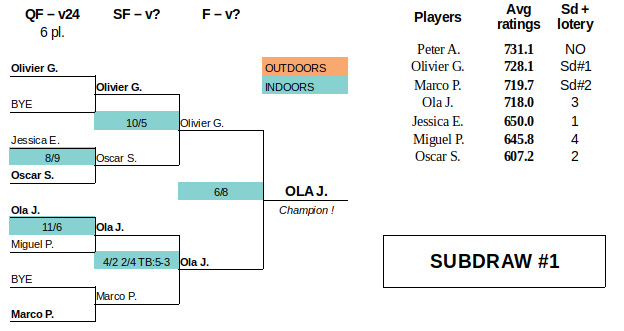 QF – v24 SF – v? F – v?
6 pl.
Olivier G.
Olivier G.
BYE
10/5 Olivier G.
Jessica E.
8/9 Oscar S.
Oscar S.
6/8 OLA J.
Champion !
Ola J.
11/6 Ola J.
Miguel P.
4/2 2/4 TB:5-3 Ola J.
BYE
Marco P.
Marco P.
OUTDOORS
INDOORS
Players Avg ratings Sd + lottery
Peter A. 731.1 NO
Olivier G. 728.1 Sd#1
Marco P. 719.7 Sd#2
Ola J. 718.0 3
Jessica E. 650.0 1
Miguel P. 645.8 4
Oscar S. 607.2 2
SUBDRAW #1